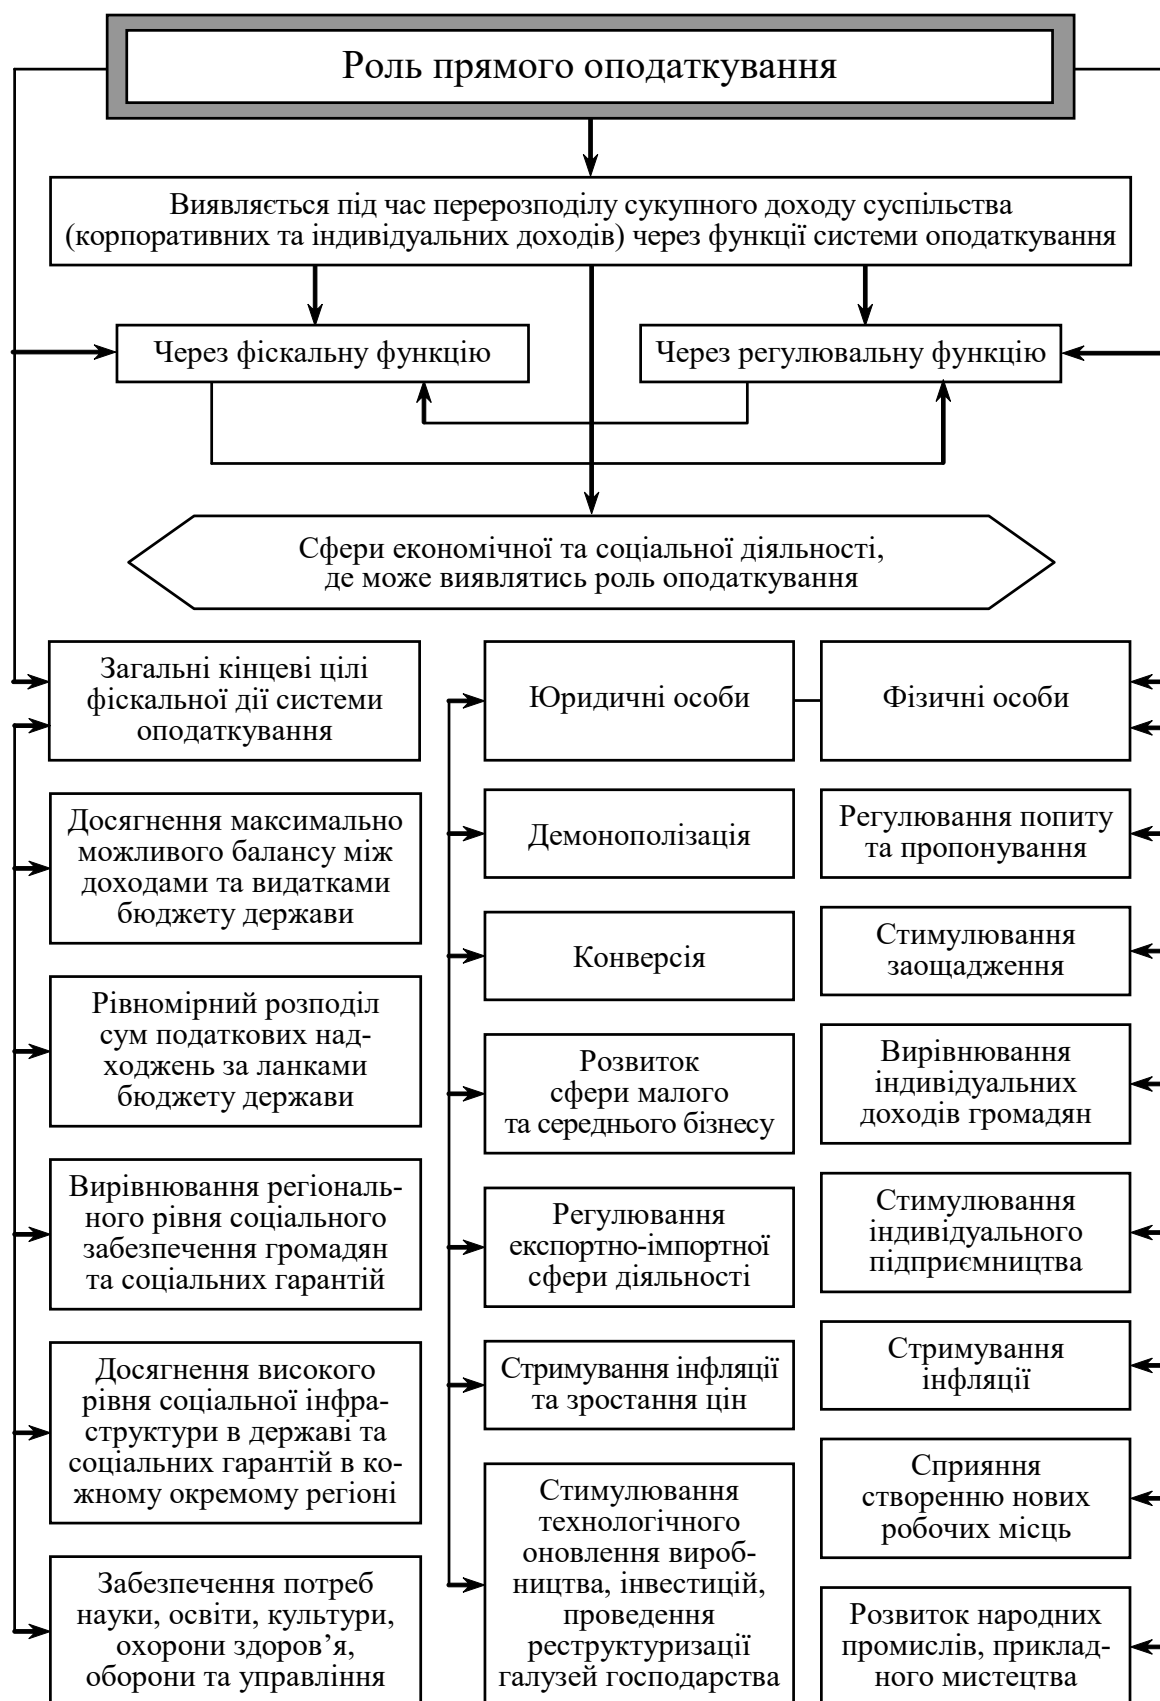 Роль прямого оподаткування
Виявляється під час перерозподілу сукупного доходу суспільства
(корпоративних та індивідуальних доходів) через функції системи оподаткування
Через фіскальну функцію
Через регулювальну функцію
Сфери економічної та соціальної діяльності,
де може виявлятись роль оподаткування
Загальні кінцеві цілі
фіскальної дії системи
оподаткування
Досягнення максимально
можливого балансу між
доходами та видатками
бюджету держави
Рівномірний розподіл
сум податкових над-
ходжень за ланками
бюджету держави
Вирівнювання регіональ-
ного рівня соціального
забезпечення громадян
та соціальних гарантій
Досягнення високого
рівня соціальної інфра-
структури в державі та
соціальних гарантій в ко-
жному окремому регіоні
Забезпечення потреб
науки, освіти, культури,
охорони здоров’я,
оборони та управління
Юридичні особи
Демонополізація
Конверсія
Розвиток
сфери малого
та середнього бізнесу
Регулювання
експортно-імпортної
сфери діяльності
Стримування інфляції
та зростання цін
Стимулювання
технологічного
оновлення вироб-
ництва, інвестицій,
проведення
реструктуризації
галузей господарства
Фізичні особи
Регулювання попиту
та пропонування
Стимулювання
заощадження
Вирівнювання
індивідуальних
доходів громадян
Стимулювання
індивідуального
підприємництва
Стримування
інфляції
Сприяння
створенню нових
робочих місць
Розвиток народних
промислів, приклад-
ного мистецтва